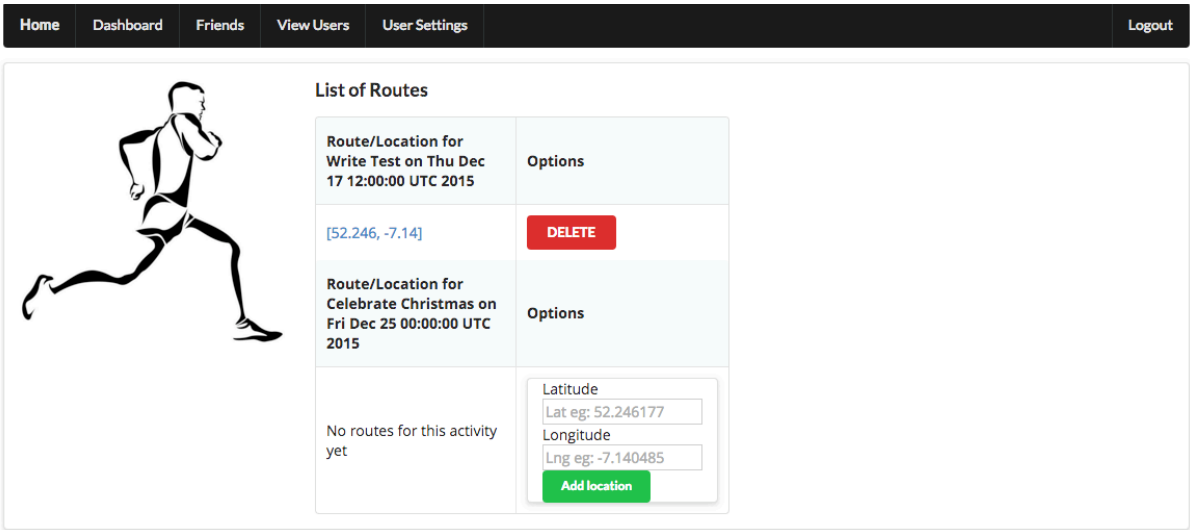 Home Dashboard Friends View Users User Settings Logout
List of Routes
Route/Location for
Write Test on Thu Dec
17 12:00:00 UTC 2015
Options
[52.246, -7.14]
DELETE
Route/Location for
Celebrate Christmas on
Fri Dec 25 00:00:00 UTC
2015
Options
No routes for this activity
yet
Latitude
Lat eg: 52.246177
Longitude
Lng eg: -7.140485
Add location